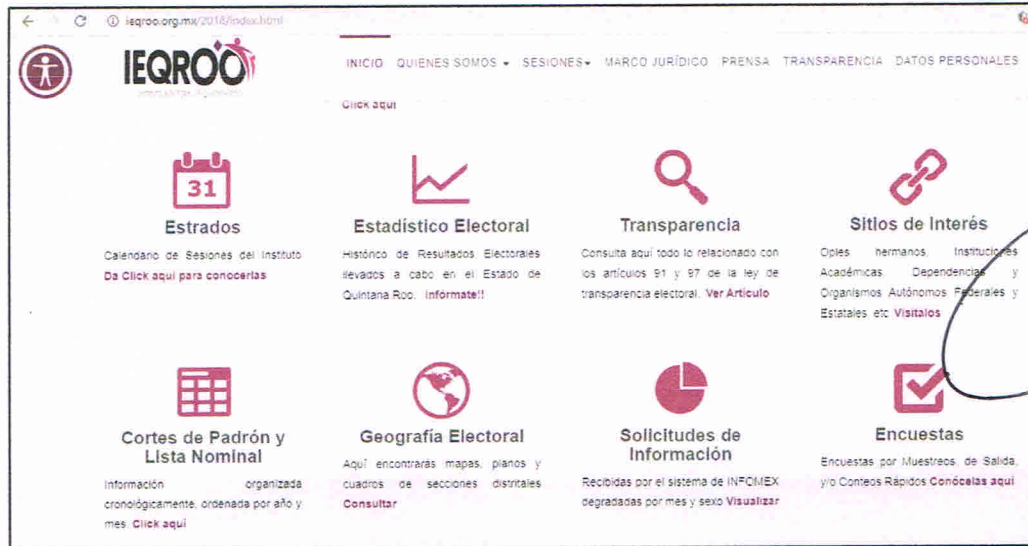 ieqroo.org.mx/2018/index.html
IEQROO
INICIO QUIENES SOMOS SESIONES MARCO JURÍDICO PRENSA TRANSPARENCIA DATOS PERSONALES
Click aquí
31
Estrados
Calendario de Sesiones del Instituto
Da Click aquí para conocerlas
Estadístico Electoral
Histórico de Resultados Electorales
llevados a cabo en el Estado de
Quintana Roo. Informate!!
Transparencia
Consulta aquí todo lo relacionado con
los artículos 91 y 97 de la ley de
transparencia electoral. Ver Artículo
Sitios de Interés
Oples hermanos, Instituciones
Académicas, Dependencias y
Organismos Autónomos Federales y
Estatales etc Visítalos
Cortes de Padrón y
Lista Nominal
Información organizada
cronológicamente, ordenada por año y
mes. Click aquí
Geografía Electoral
Aquí encontrarás mapas, planos y
cuadros de secciones distritales
Consultar
Solicitudes de
Información
Recibidas por el sistema de INFOMEX
degradadas por mes y sexo Visualizar
Encuestas
Encuestas por Muestreos, de Salida,
y/o Conteos Rápidos Conócelas aquí